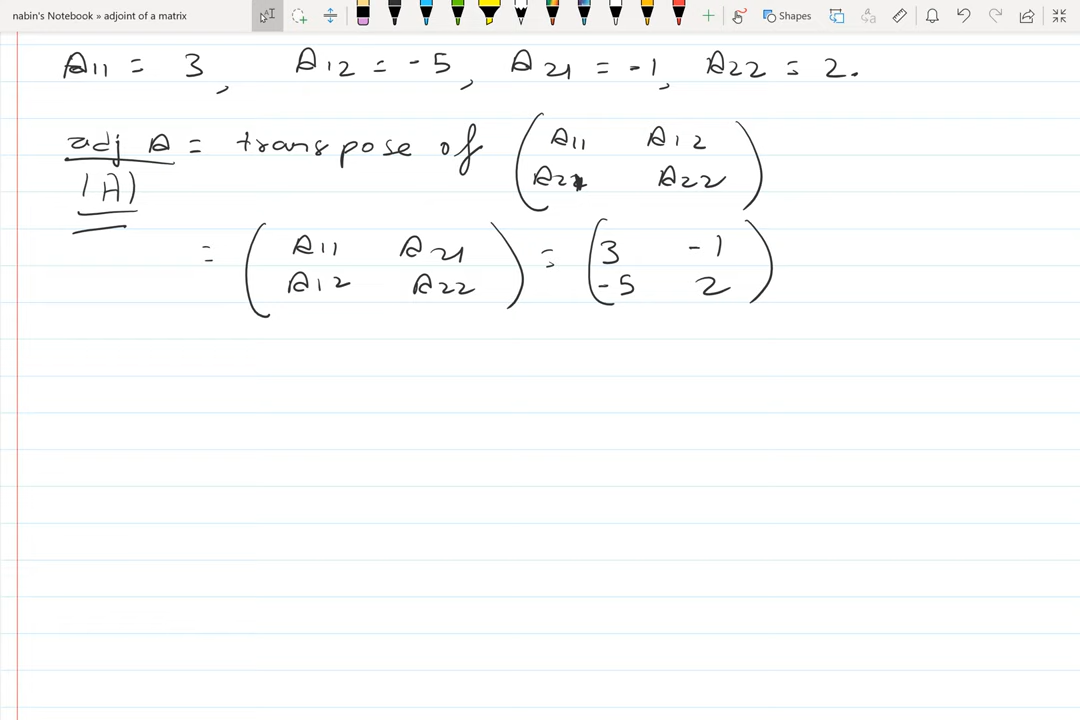 nabin's Notebook » adjoint of a matrix Shapes
A11 = 3, A12 = -5, A21 = -1, A22 = 2.
adj A = transpose of (A11 A12
|A| A21 A22)
= (A11 A21 = (3 -1
A12 A22) -5 2)